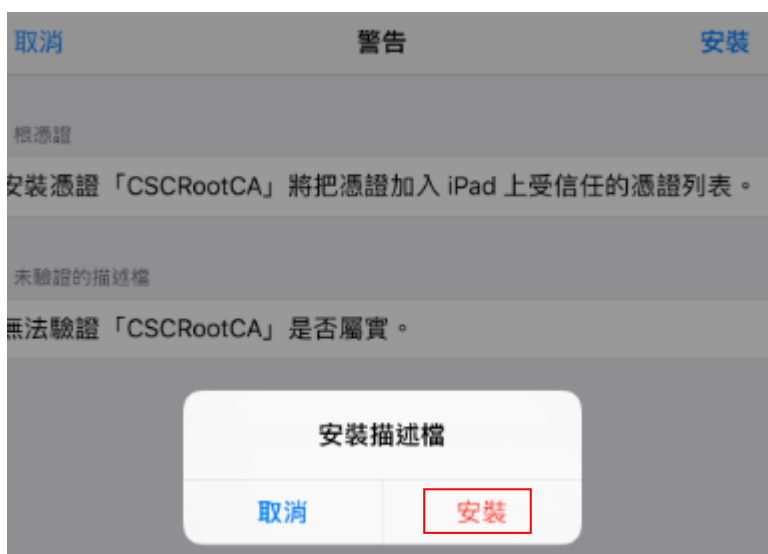 取消 警告 安裝
根憑證
安裝憑證「CSCRootCA」將把憑證加入 iPad 上受信任的憑證列表。
未驗證的描述檔
無法驗證「CSCRootCA」是否屬實。
安裝描述檔
取消 安裝